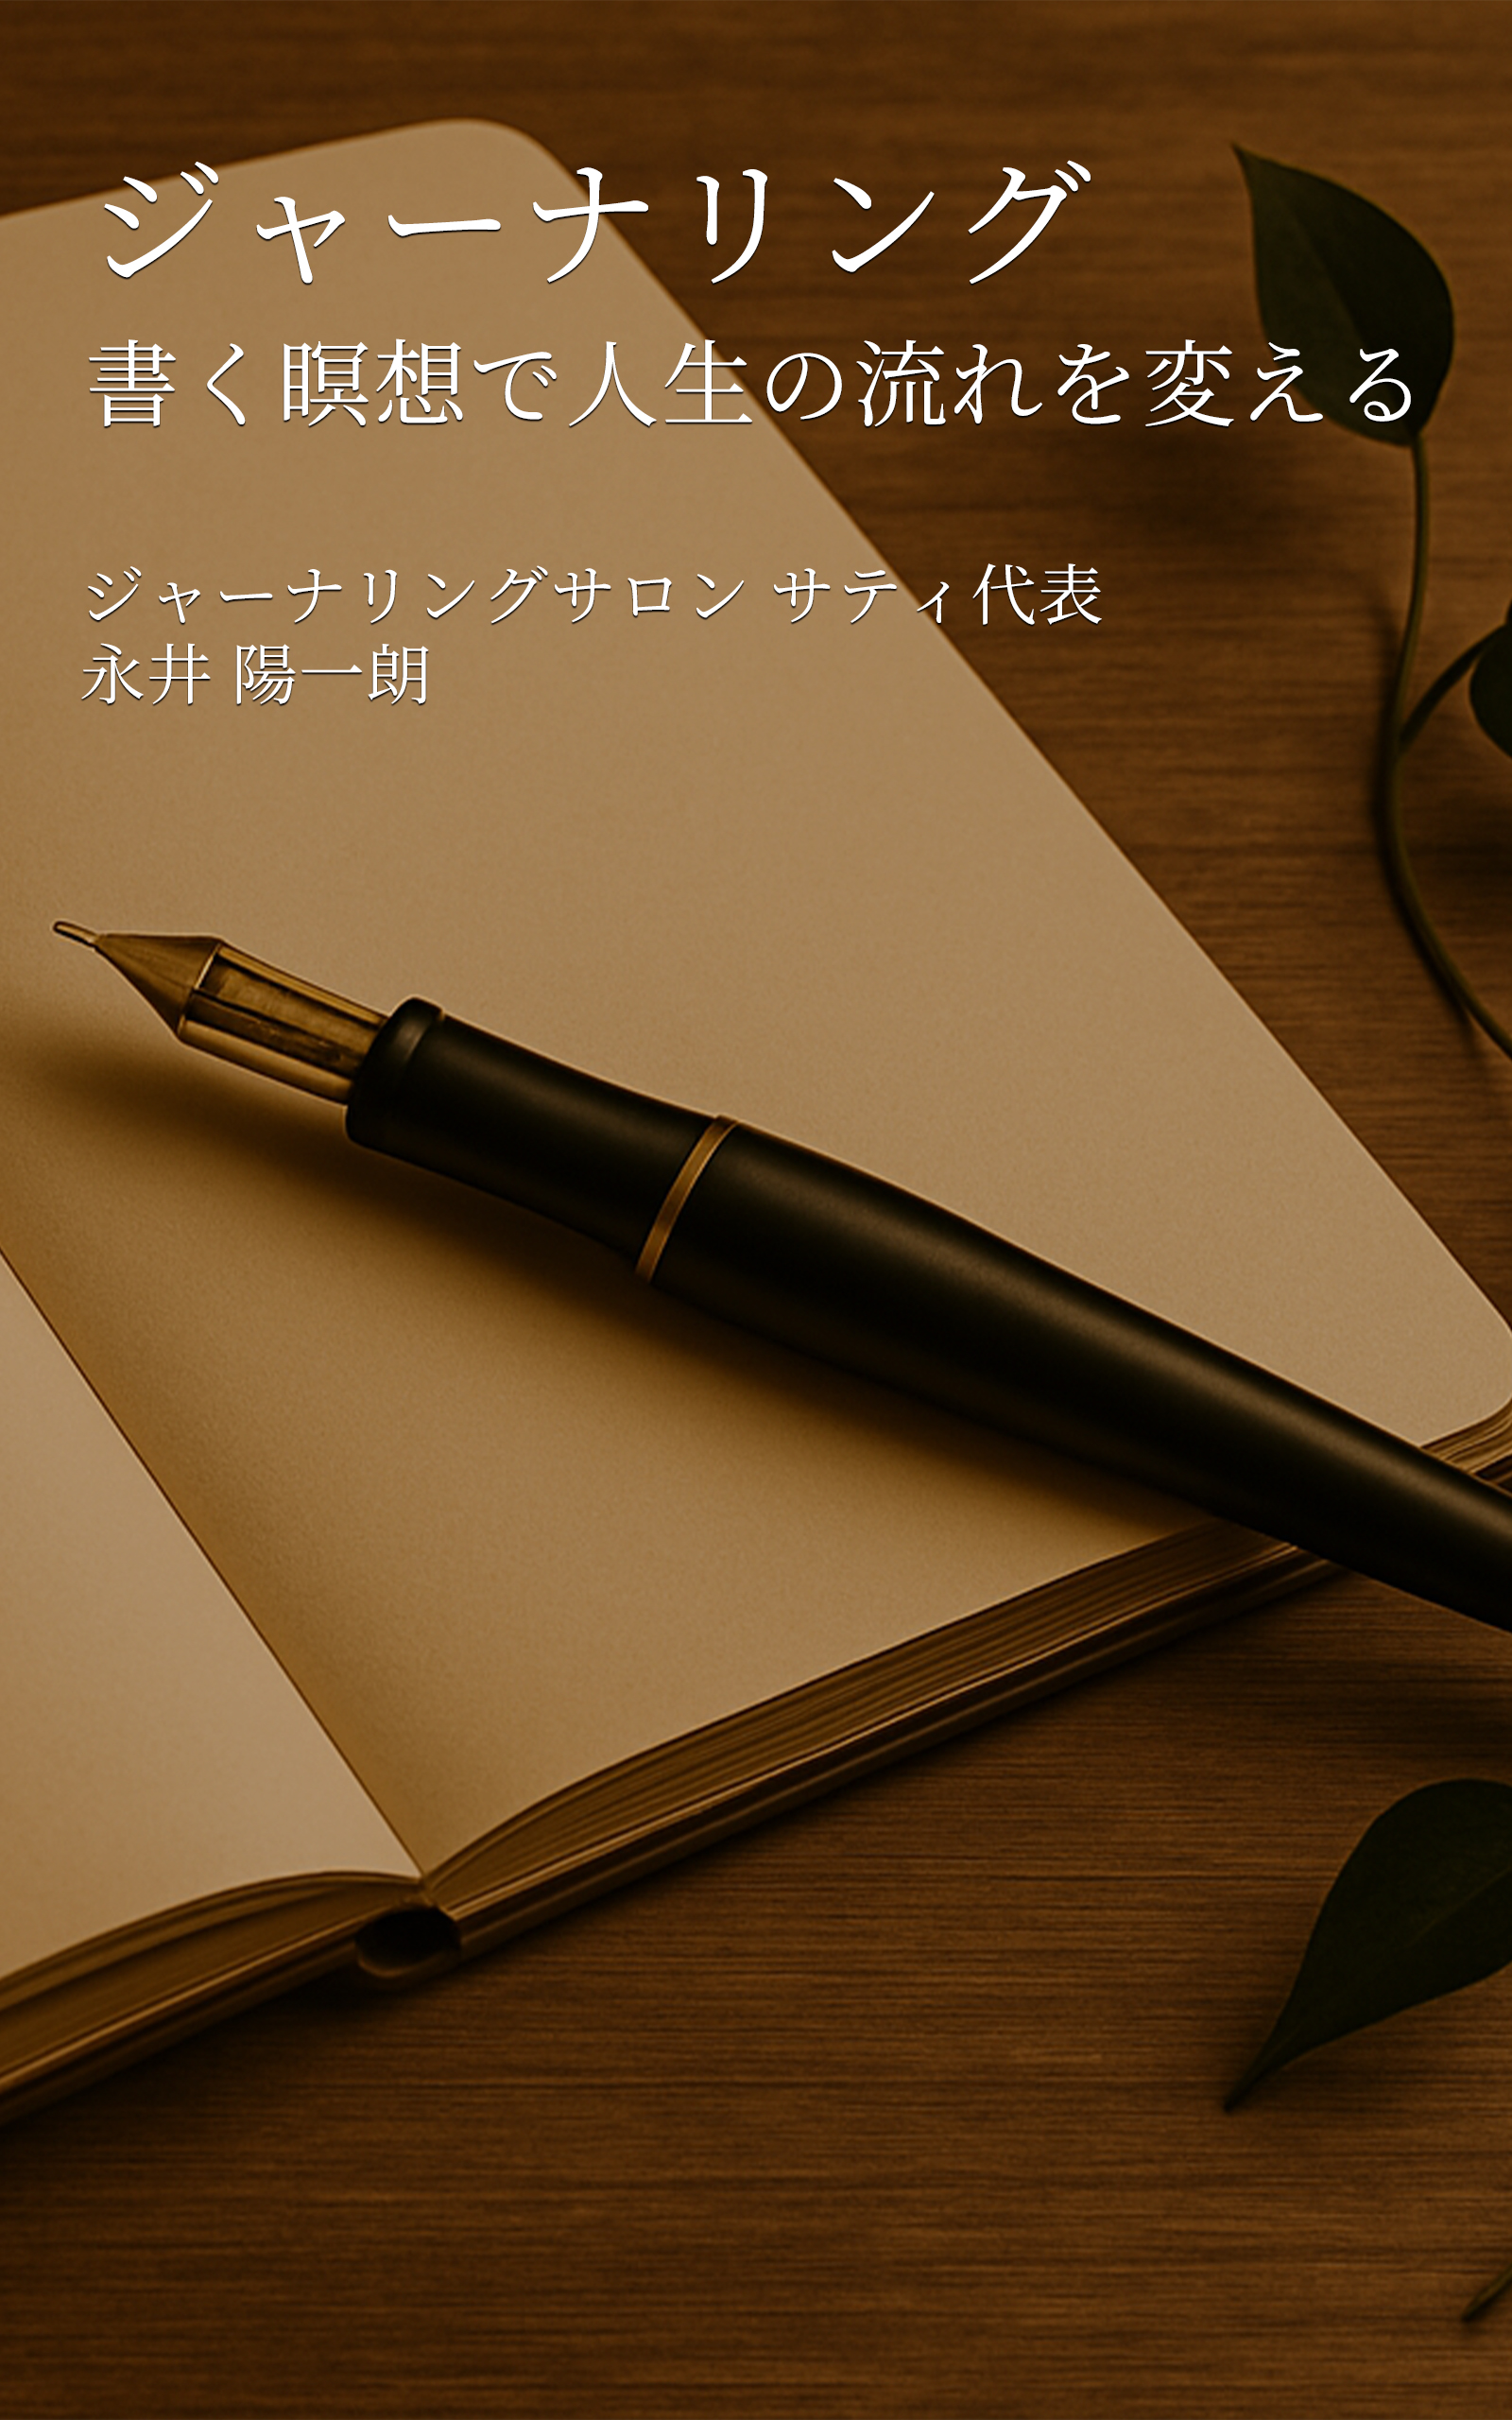 ジャーナリング
書く瞑想で人生の流れを変える
ジャーナリングサロン サティ代表
永井 陽一朗